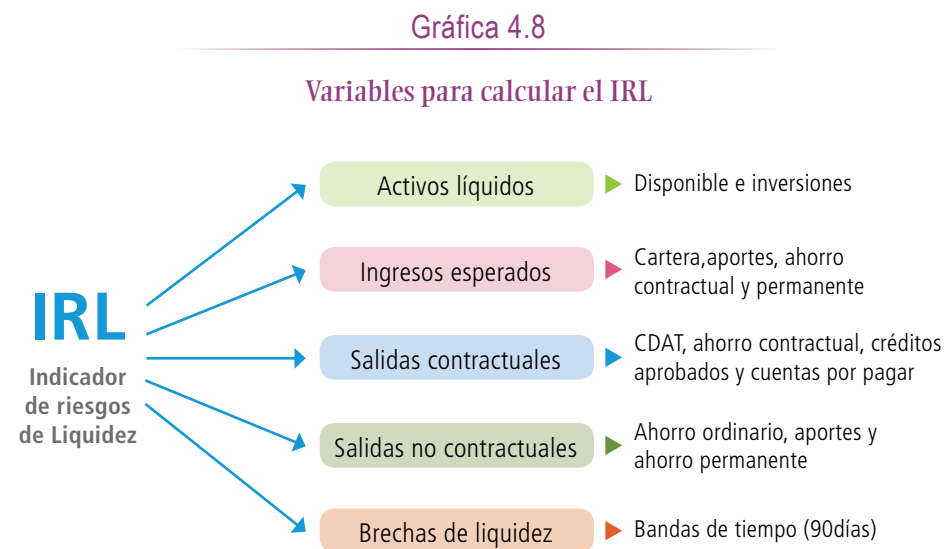 Gráfica 4.8
Variables para calcular el IRL
IRL
Indicador
de riesgos
de Liquidez
Activos líquidos
Disponible e inversiones
Ingresos esperados
Cartera,aportes, ahorro
contractual y permanente
Salidas contractuales
CDAT, ahorro contractual, créditos
aprobados y cuentas por pagar
Salidas no contractuales
Ahorro ordinario, aportes y
ahorro permanente
Brechas de liquidez
Bandas de tiempo (90días)